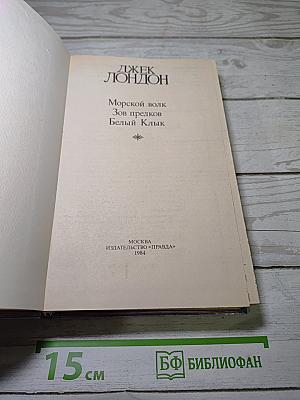 ДЖЕК
ЛОНДОН
Морской волк
Зов предков
Белый Клык
МОСКВА
ИЗДАТЕЛЬСТВО «ПРАВДА»
1984
15 см
БФ БИБЛИОФАН